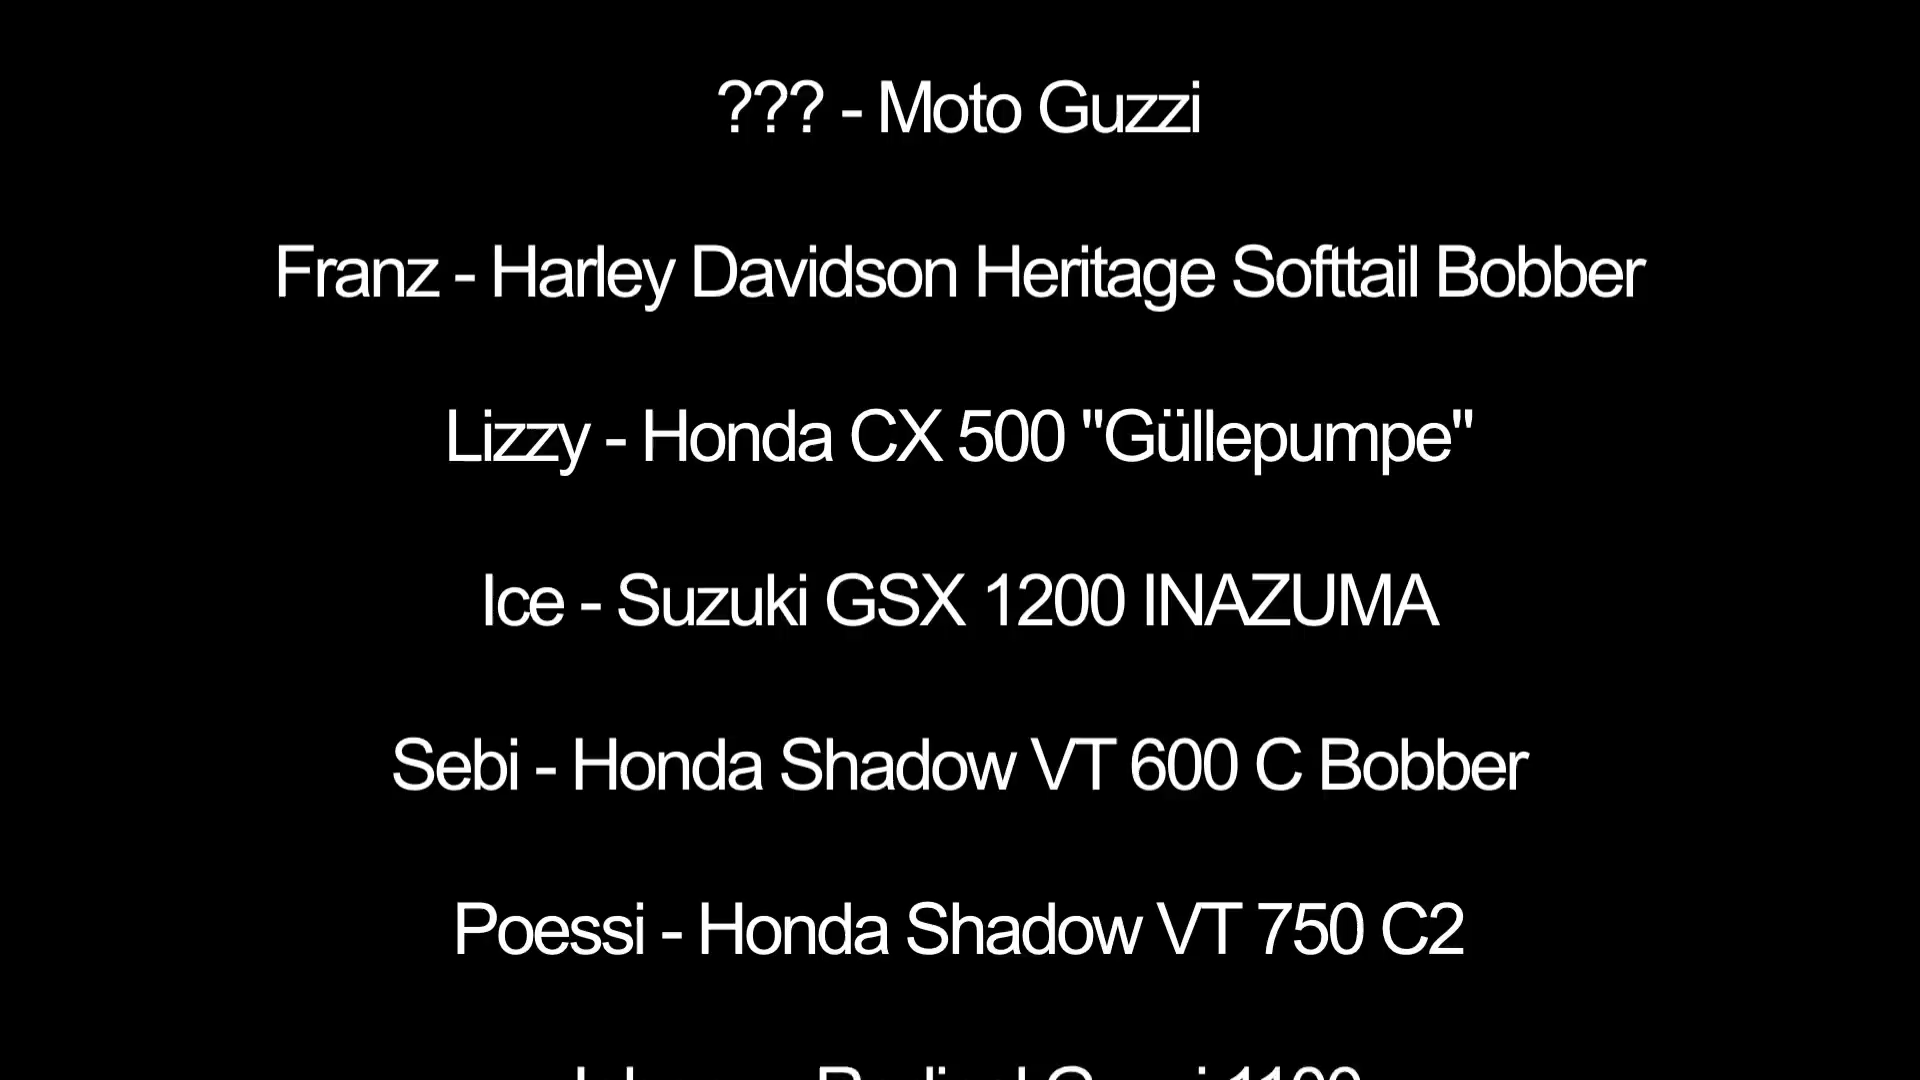 ??? - Moto Guzzi
Franz - Harley Davidson Heritage Softtail Bobber
Lizzy - Honda CX 500 "Güllepumpe"
Ice - Suzuki GSX 1200 INAZUMA
Sebi - Honda Shadow VT 600 C Bobber
Poessi - Honda Shadow VT 750 C2